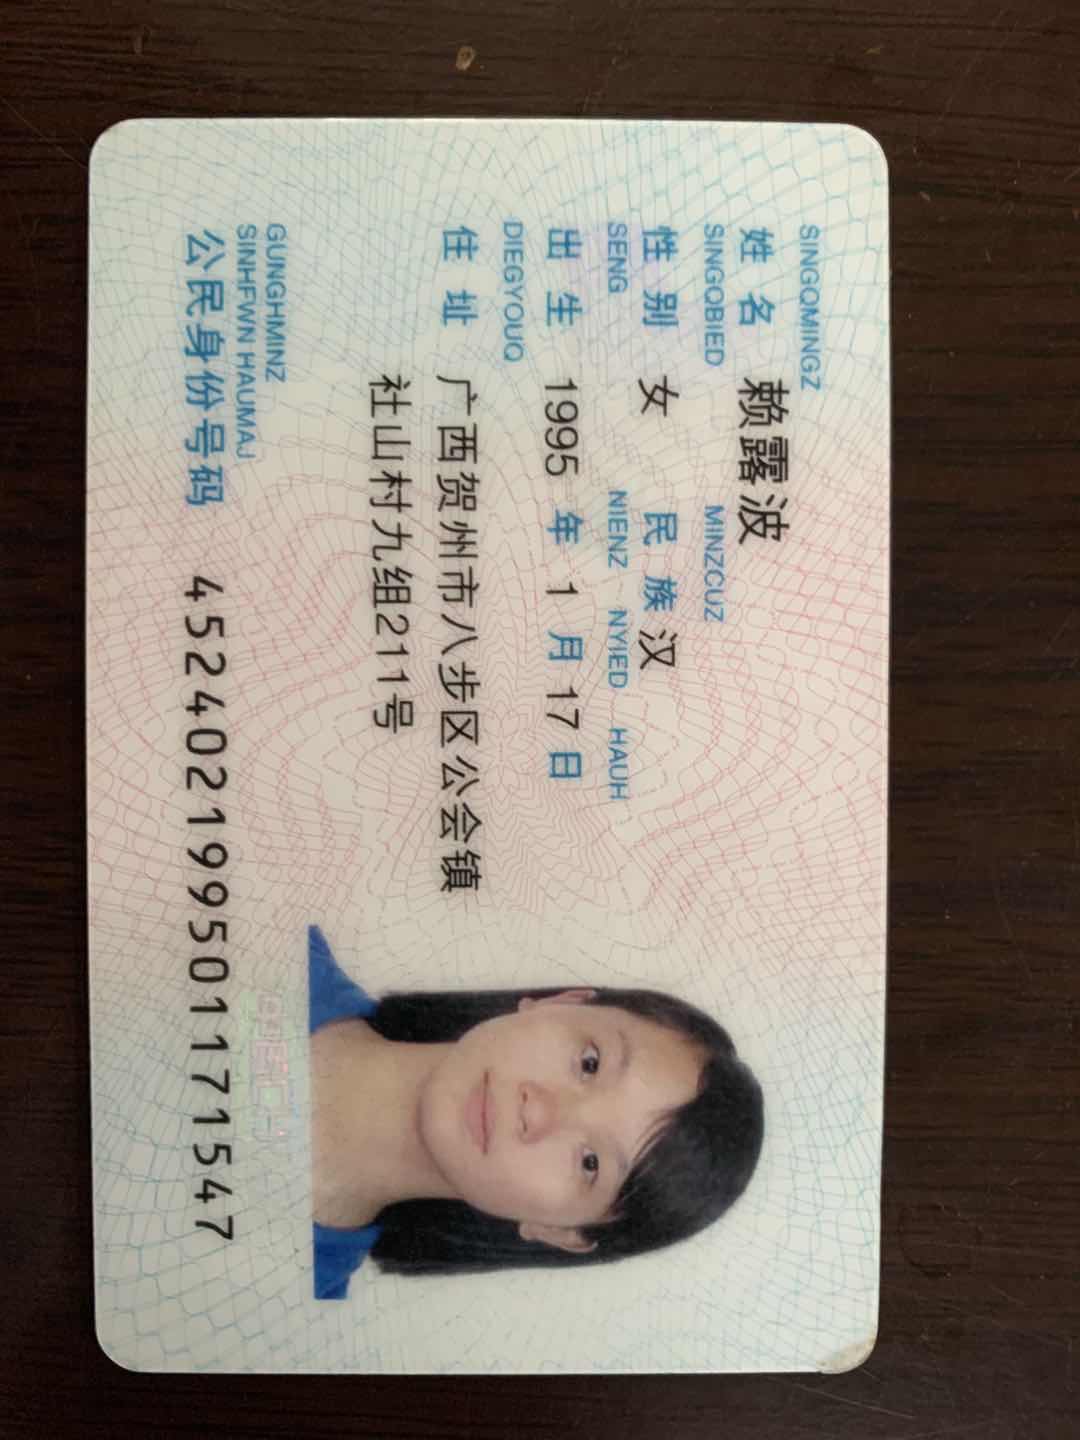 SINGQMINGZ
姓名 赖露波
SINGQBIED MINZCUZ
性别 女 民族 汉
SENG NIENZ NYIED HAUH
出生 1995 年 1 月 17 日
DIEGYOUQ
住址 广西贺州市八步区公会镇
社山村九组211号
GUNGHMINZ
SINHFWN HAUMAJ
公民身份号码 452402199501171547